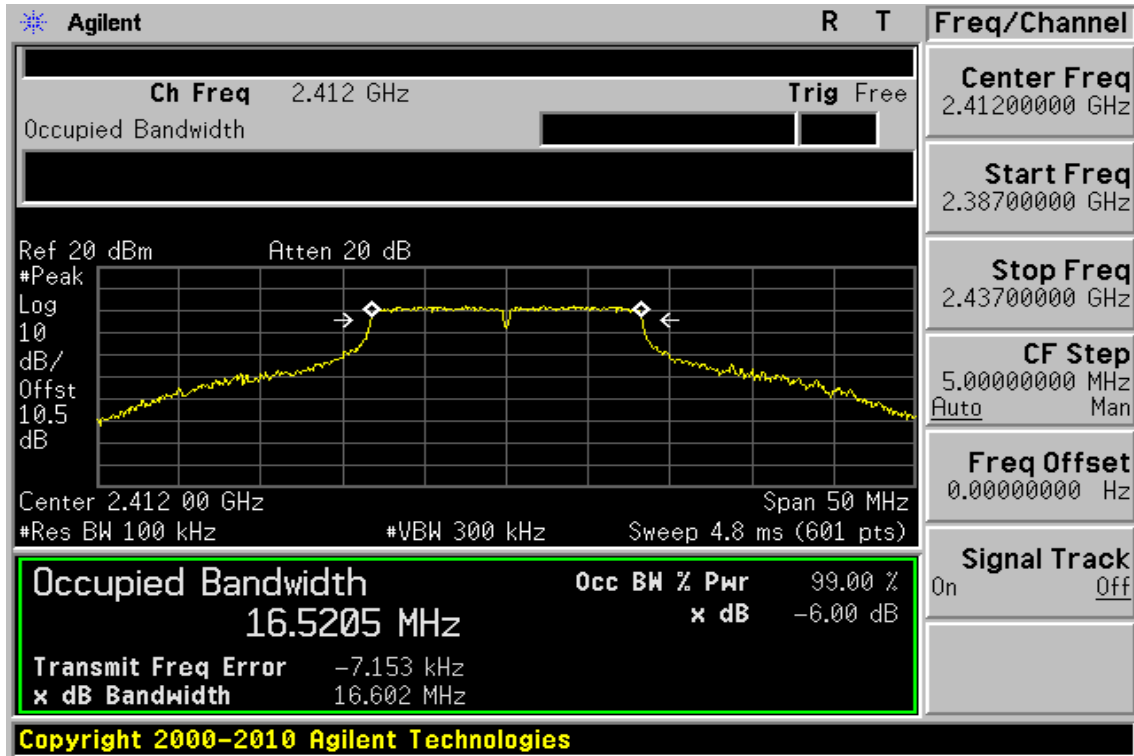 Agilent R T
Ch Freq 2.412 GHz Trig Free
Occupied Bandwidth
Ref 20 dBm Atten 20 dB
#Peak
Log
10
dB/
Offst
10.5
dB
Center 2.412 00 GHz Span 50 MHz
#Res BW 100 kHz #VBW 300 kHz Sweep 4.8 ms (601 pts)
Occupied Bandwidth
16.5205 MHz
Occ BW % Pwr 99.00 %
x dB -6.00 dB
Transmit Freq Error -7.153 kHz
x dB Bandwidth 16.602 MHz
Copyright 2000-2010 Agilent Technologies
Freq/Channel
Center Freq
2.41200000 GHz
Start Freq
2.38700000 GHz
Stop Freq
2.43700000 GHz
CF Step
5.00000000 MHz
Auto Man
Freq Offset
0.00000000 Hz
Signal Track
On Off